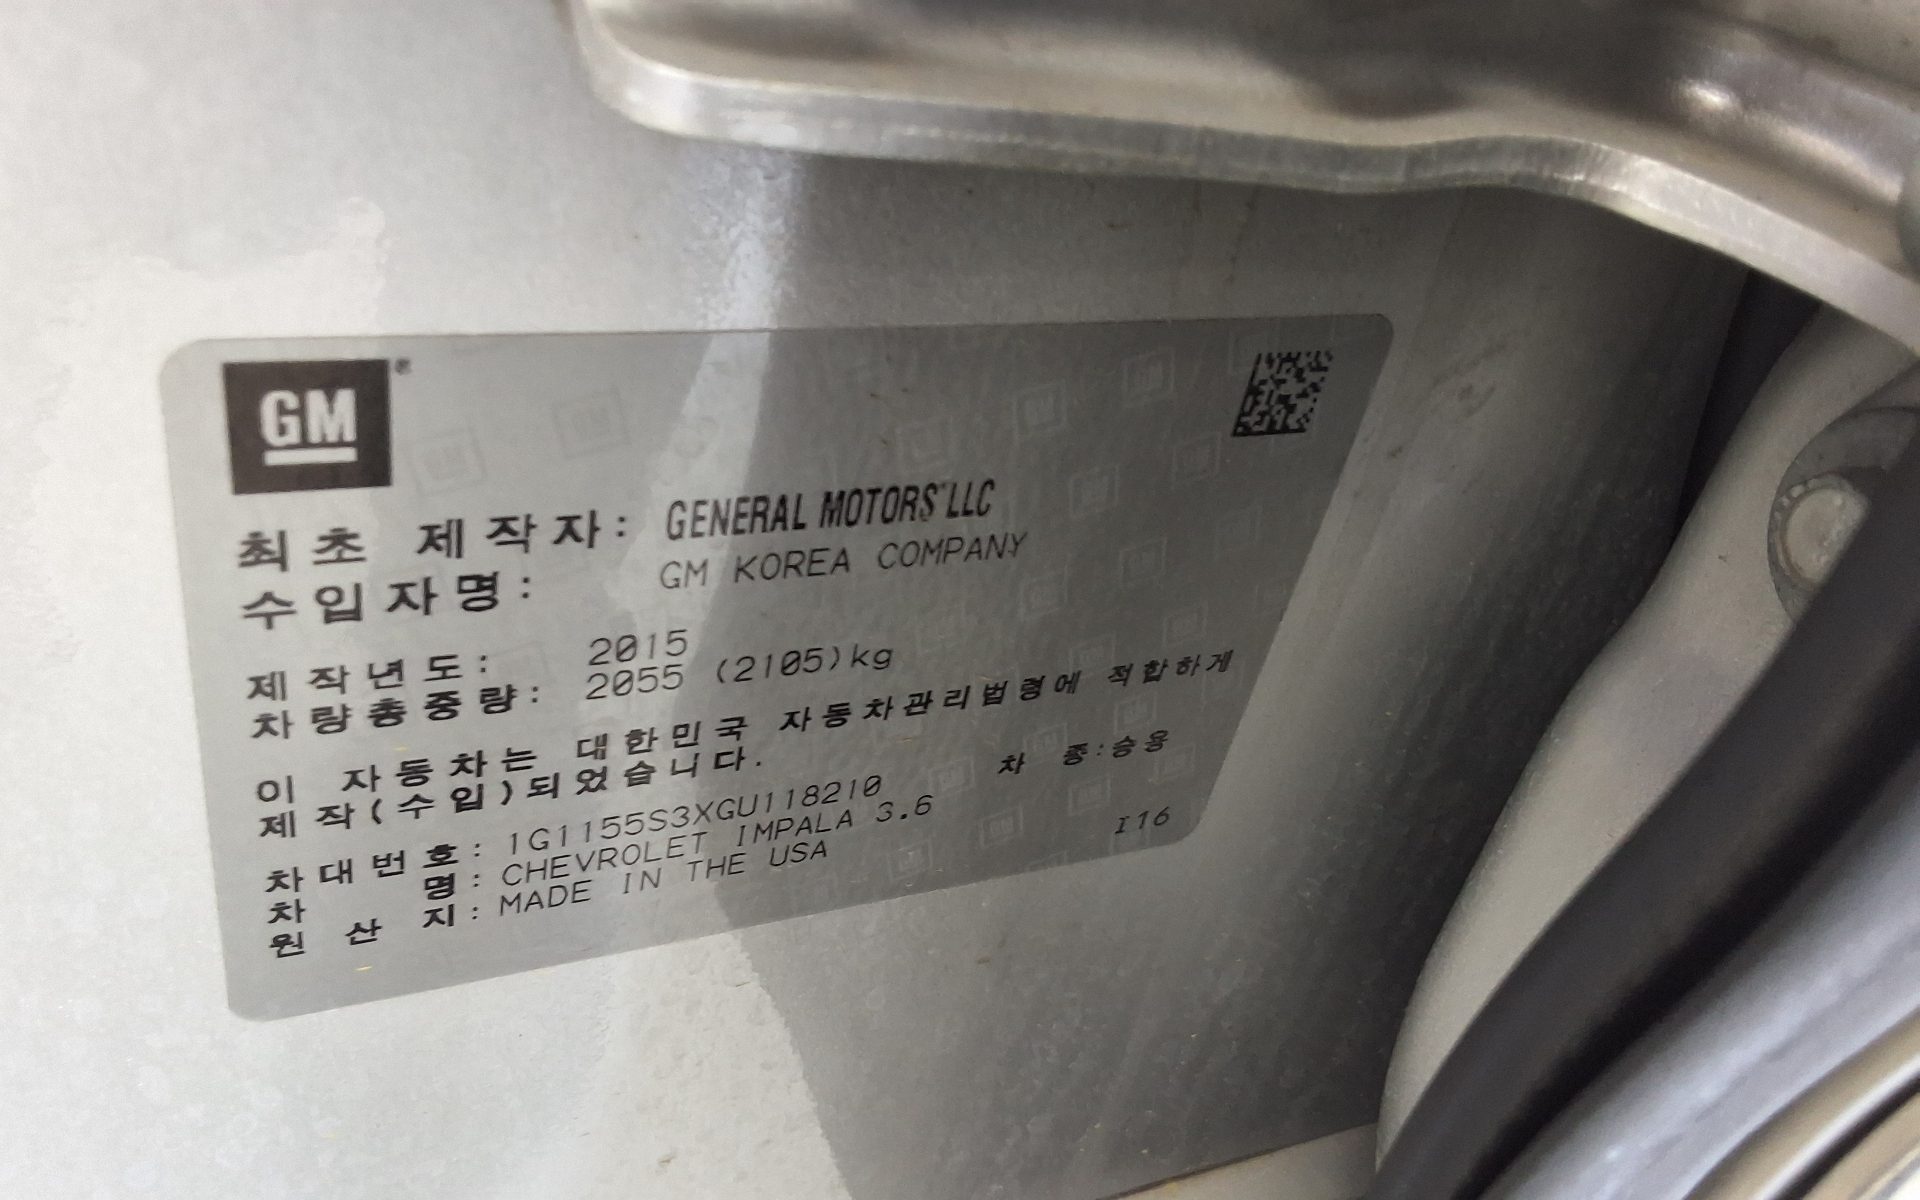 GM®
최초 제작자: GENERAL MOTORS LLC
수입자명: GM KOREA COMPANY
제작년도: 2015
차량총중량: 2055 (2105)kg
이 자동차는 대한민국 자동차관리법령에 적합하게
제작(수입)되었습니다.
차대번호: 1G1155S3XGU118210 차 종:승용
차 명: CHEVROLET IMPALA 3.6
원 산 지: MADE IN THE USA I16